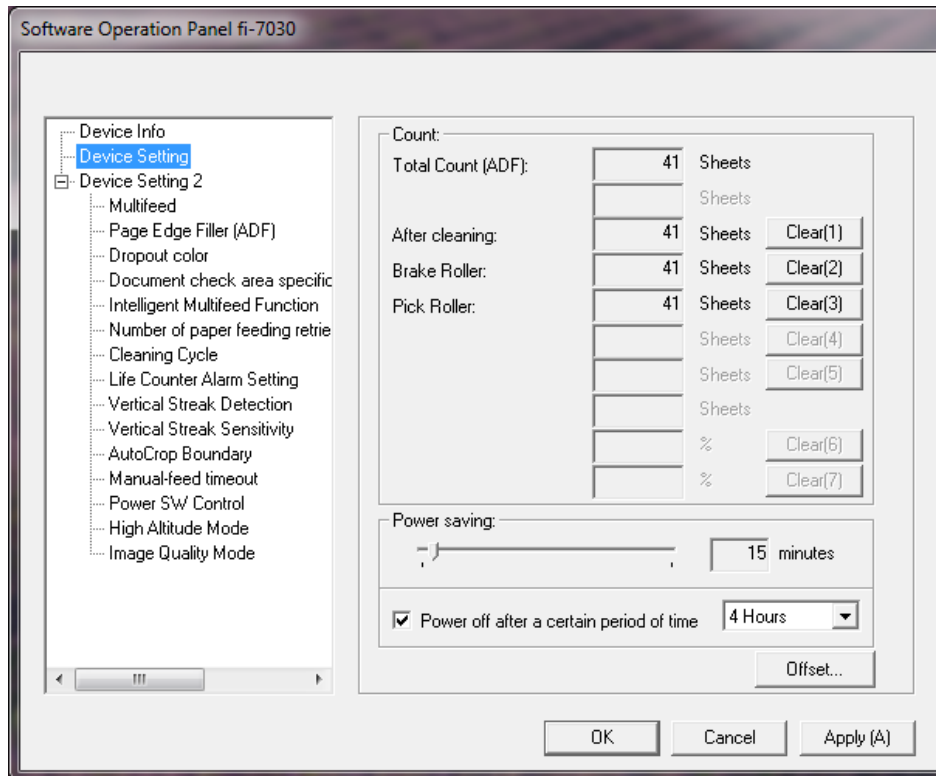 Software Operation Panel fi-7030
Device Info
Device Setting
Device Setting 2
Multifeed
Page Edge Filler (ADF)
Dropout color
Document check area specific
Intelligent Multifeed Function
Number of paper feeding retrie
Cleaning Cycle
Life Counter Alarm Setting
Vertical Streak Detection
Vertical Streak Sensitivity
AutoCrop Boundary
Manual-feed timeout
Power SW Control
High Altitude Mode
Image Quality Mode
Count:
Total Count (ADF): 41 Sheets
Sheets
After cleaning: 41 Sheets Clear(1)
Brake Roller: 41 Sheets Clear(2)
Pick Roller: 41 Sheets Clear(3)
Sheets Clear(4)
Sheets Clear(5)
Sheets
% Clear(6)
% Clear(7)
Power saving:
15 minutes
Power off after a certain period of time 4 Hours
Offset...
OK Cancel Apply (A)